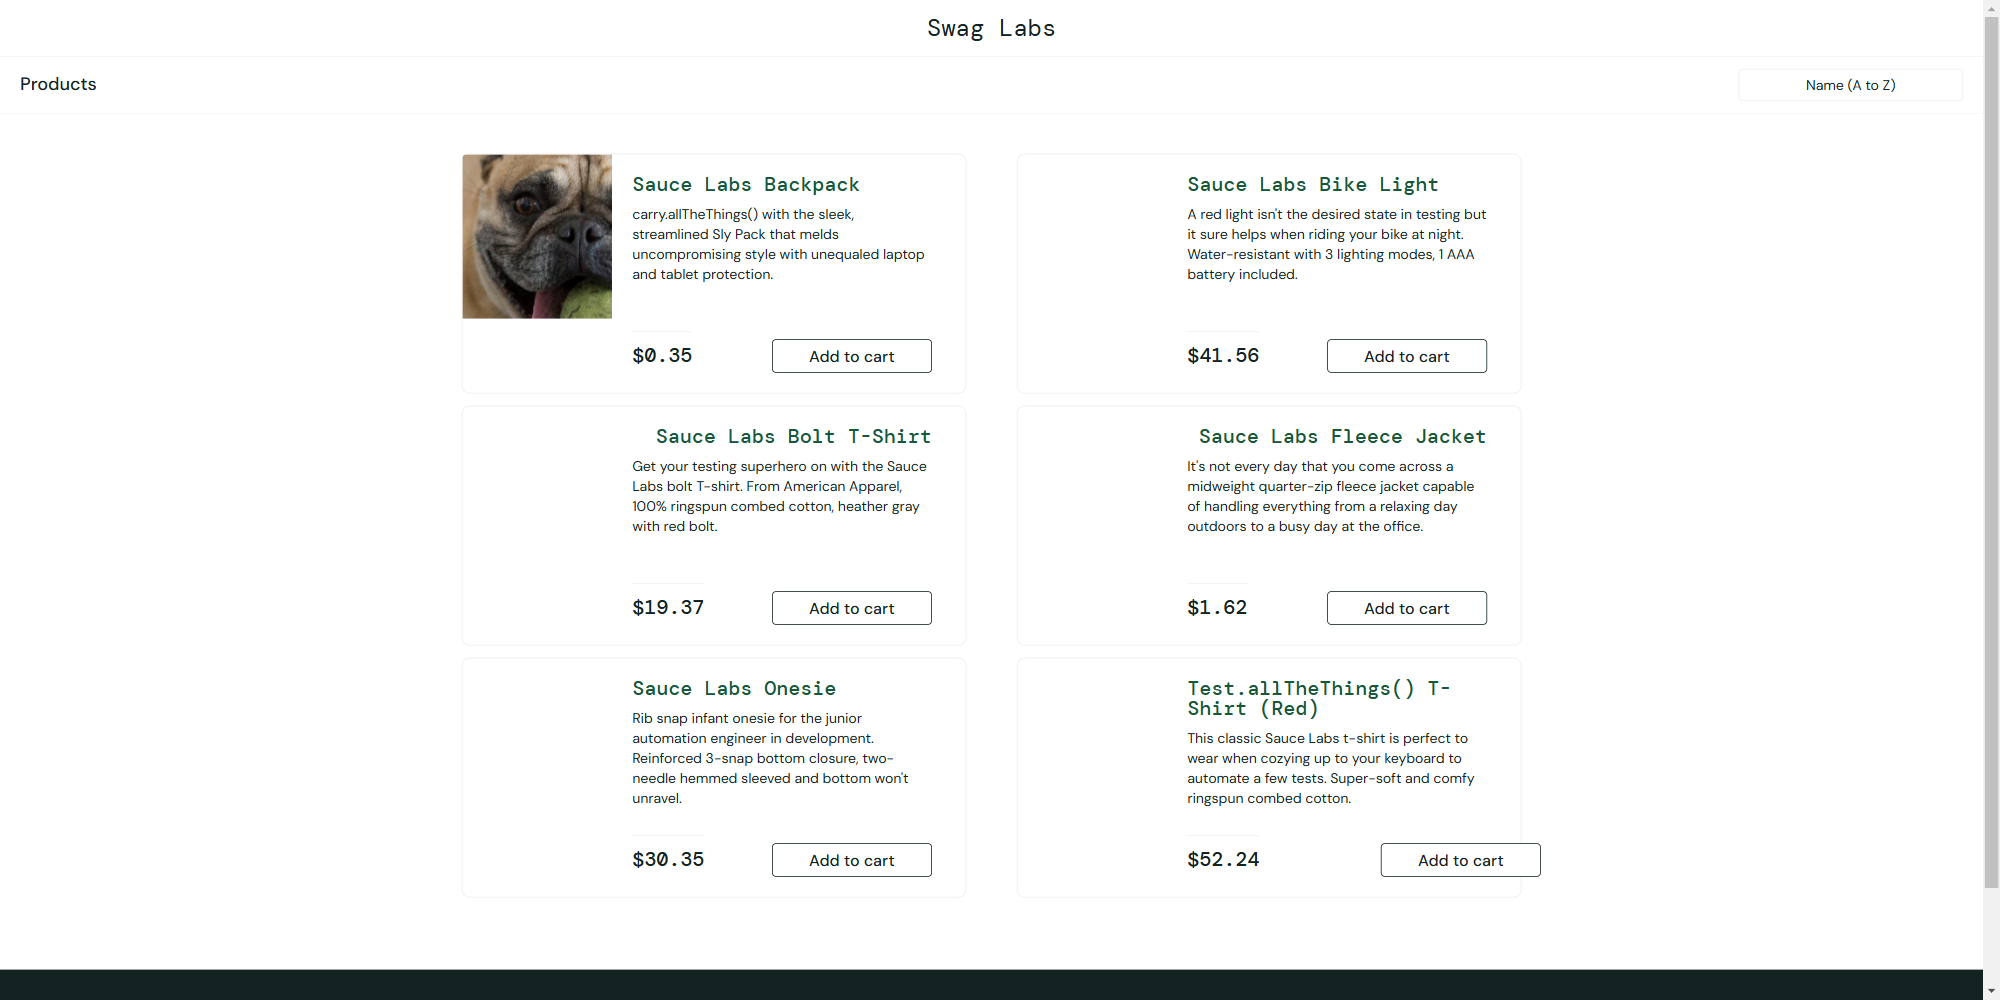 Swag Labs
Products
Name (A to Z)
Sauce Labs Backpack
carry.allTheThings() with the sleek,
streamlined Sly Pack that melds
uncompromising style with unequaled laptop
and tablet protection.
$0.35
Add to cart
Sauce Labs Bike Light
A red light isn't the desired state in testing but
it sure helps when riding your bike at night.
Water-resistant with 3 lighting modes, 1 AAA
battery included.
$41.56
Add to cart
Sauce Labs Bolt T-Shirt
Get your testing superhero on with the Sauce
Labs bolt T-shirt. From American Apparel,
100% ringspun combed cotton, heather gray
with red bolt.
$19.37
Add to cart
Sauce Labs Fleece Jacket
It's not every day that you come across a
midweight quarter-zip fleece jacket capable
of handling everything from a relaxing day
outdoors to a busy day at the office.
$1.62
Add to cart
Sauce Labs Onesie
Rib snap infant onesie for the junior
automation engineer in development.
Reinforced 3-snap bottom closure, two-
needle hemmed sleeved and bottom won't
unravel.
$30.35
Add to cart
Test.allTheThings() T-
Shirt (Red)
This classic Sauce Labs t-shirt is perfect to
wear when cozying up to your keyboard to
automate a few tests. Super-soft and comfy
ringspun combed cotton.
$52.24
Add to cart